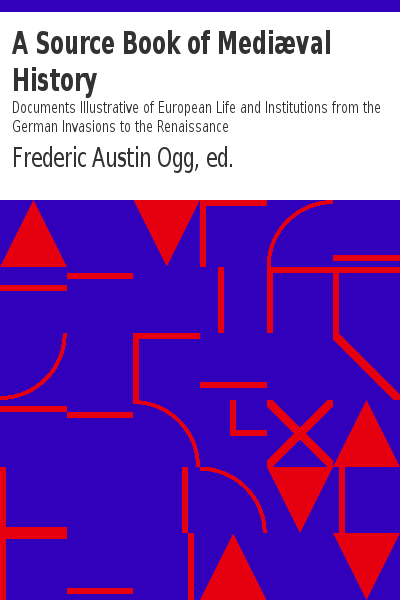 A Source Book of Mediæval
History
Documents Illustrative of European Life and Institutions from the
German Invasions to the Renaissance
Frederic Austin Ogg, ed.